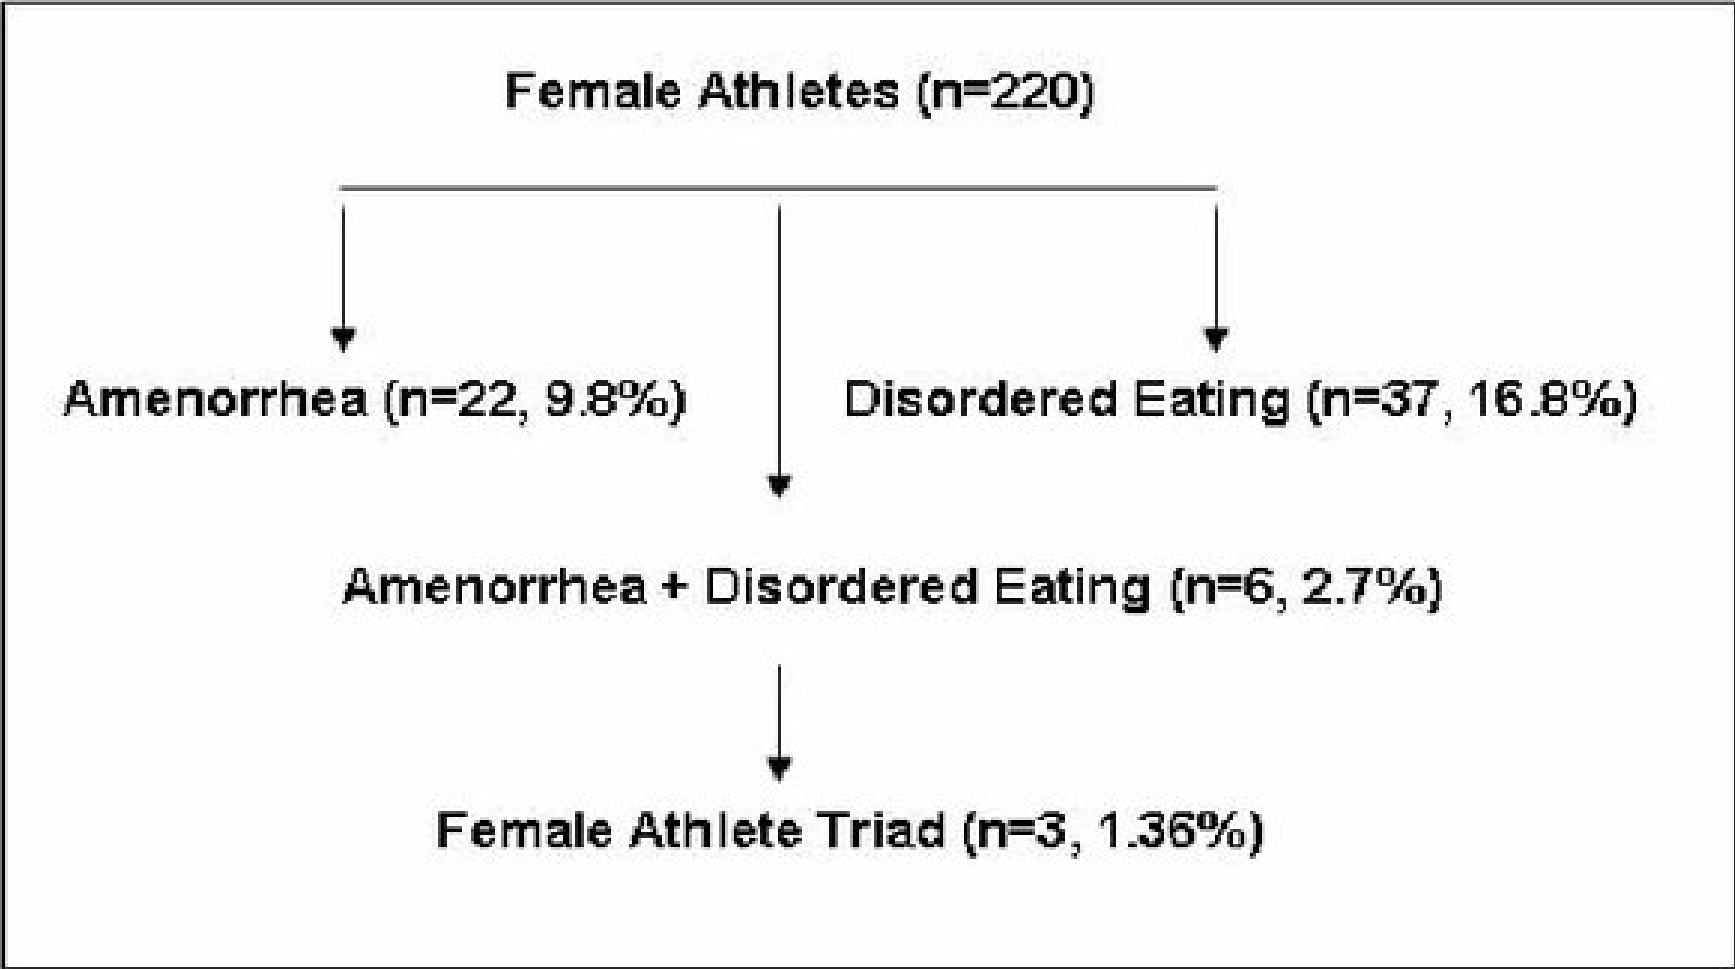 Female Athletes (n=220)
Amenorrhea (n=22, 9.8%)
Disordered Eating (n=37, 16.8%)
Amenorrhea + Disordered Eating (n=6, 2.7%)
Female Athlete Triad (n=3, 1.36%)